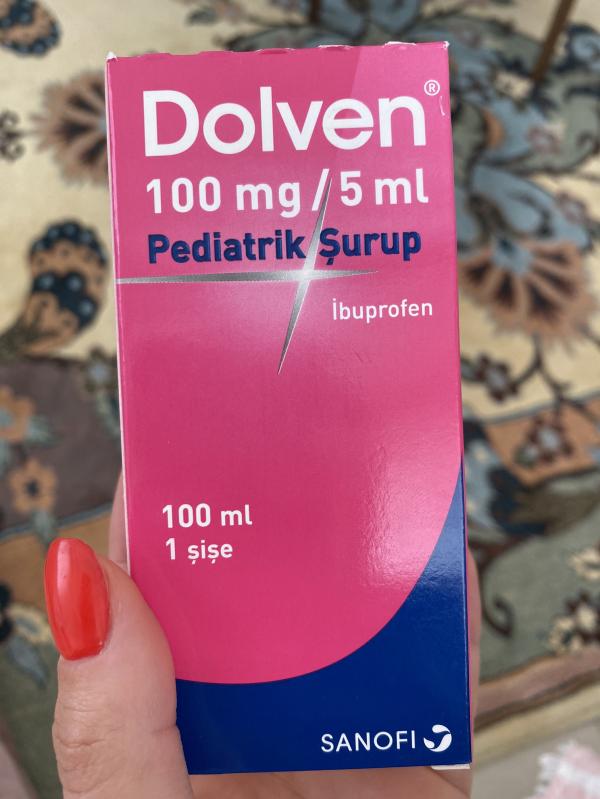 Dolven®
100 mg / 5 ml
Pediatrik Şurup
İbuprofen
100 ml
1 şişe
SANOFI